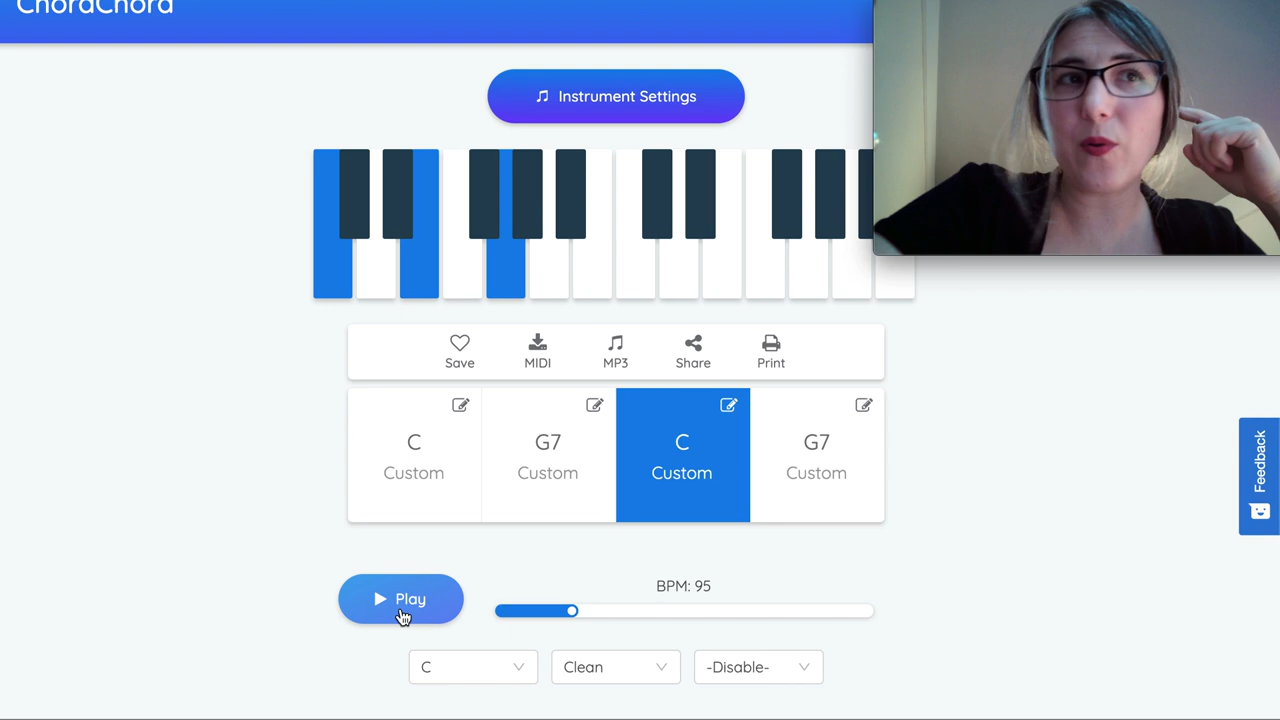 ChordChord
Instrument Settings
Save
MIDI
MP3
Share
Print
C
Custom
G7
Custom
C
Custom
G7
Custom
Feedback
Play
BPM: 95
C
Clean
-Disable-